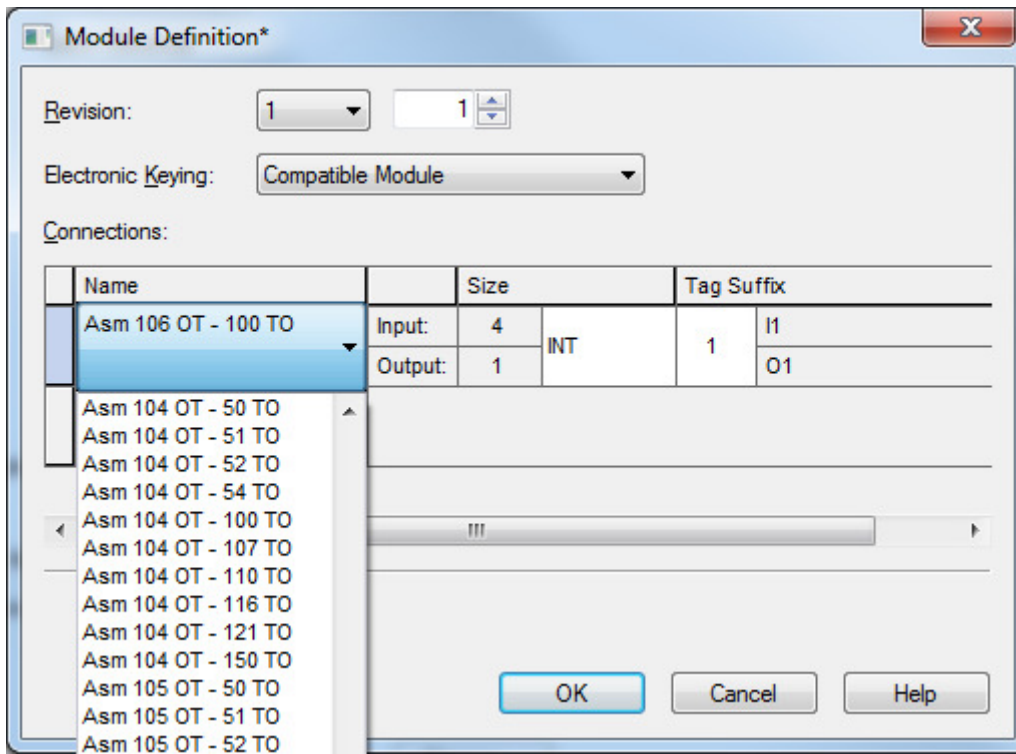 Module Definition*
Revision: 1 1
Electronic Keying: Compatible Module
Connections:
Name Size Tag Suffix
Asm 106 OT - 100 TO Input: 4 INT 1 I1
Output: 1 O1
Asm 104 OT - 50 TO
Asm 104 OT - 51 TO
Asm 104 OT - 52 TO
Asm 104 OT - 54 TO
Asm 104 OT - 100 TO
Asm 104 OT - 107 TO
Asm 104 OT - 110 TO
Asm 104 OT - 116 TO
Asm 104 OT - 121 TO
Asm 104 OT - 150 TO
Asm 105 OT - 50 TO
Asm 105 OT - 51 TO
Asm 105 OT - 52 TO
OK Cancel Help